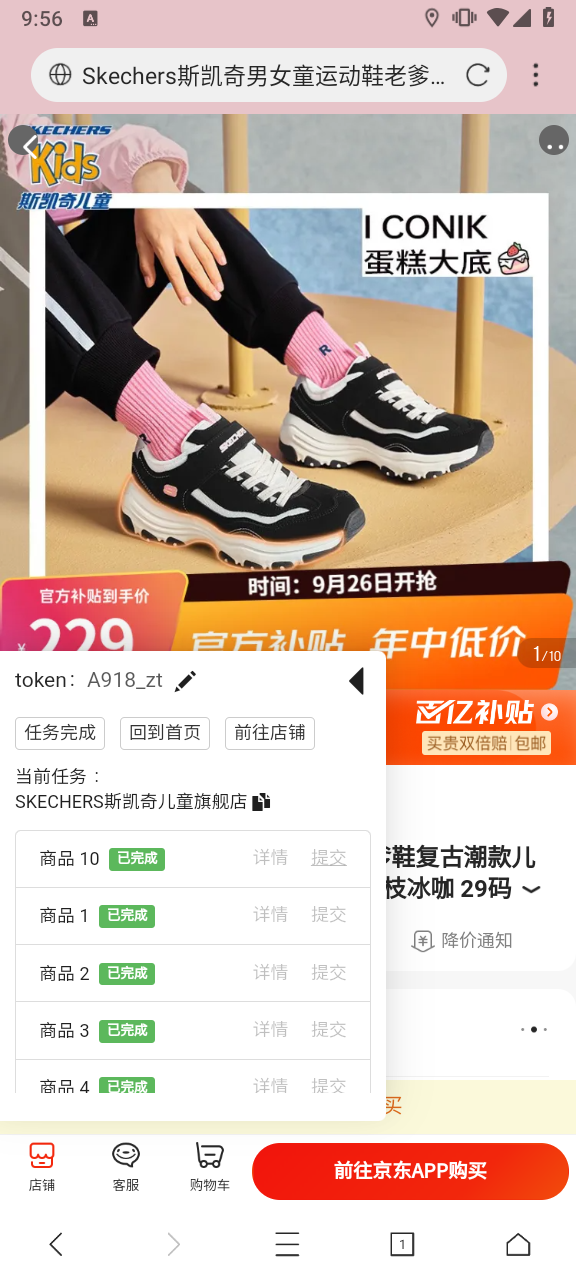 9:56
A
Skechers斯凯奇男女童运动鞋老爹...
SKECHERS
Kids
斯凯奇儿童
I CONIK
蛋糕大底
R
SKECHERS
时间：9月26日开抢
官方补贴到手价
¥229
官方补贴 年中低价
1/10
token： A918_zt
百亿补贴
买贵双倍赔 | 包邮
任务完成
回到首页
前往店铺
当前任务：
SKECHERS斯凯奇儿童旗舰店
商品 10 已完成 详情 提交
鞋复古潮款儿
商品 1 已完成 详情 提交
枝冰咖 29码
降价通知
商品 2 已完成 详情 提交
商品 3 已完成 详情 提交
商品 4 已完成 详情 提交
买
店铺
客服
购物车
前往京东APP购买
1